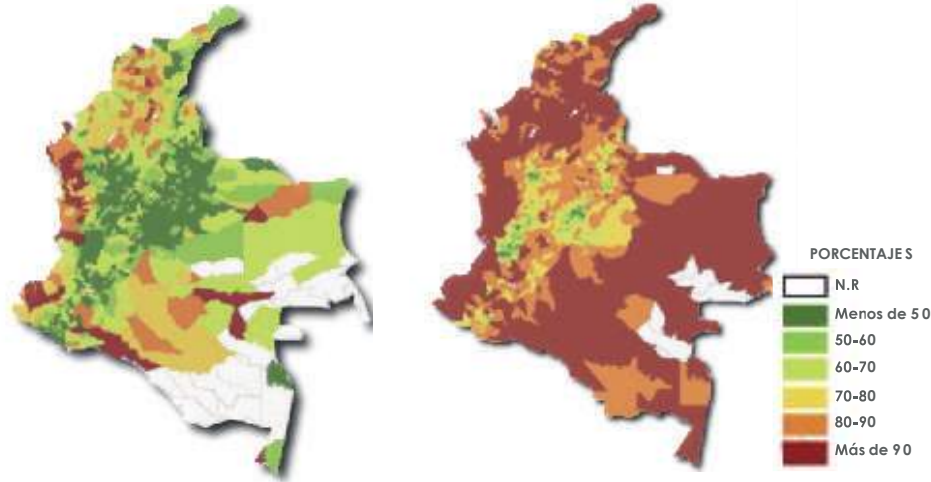 PORCENTAJES
N.R
Menos de 50
50-60
60-70
70-80
80-90
Más de 90